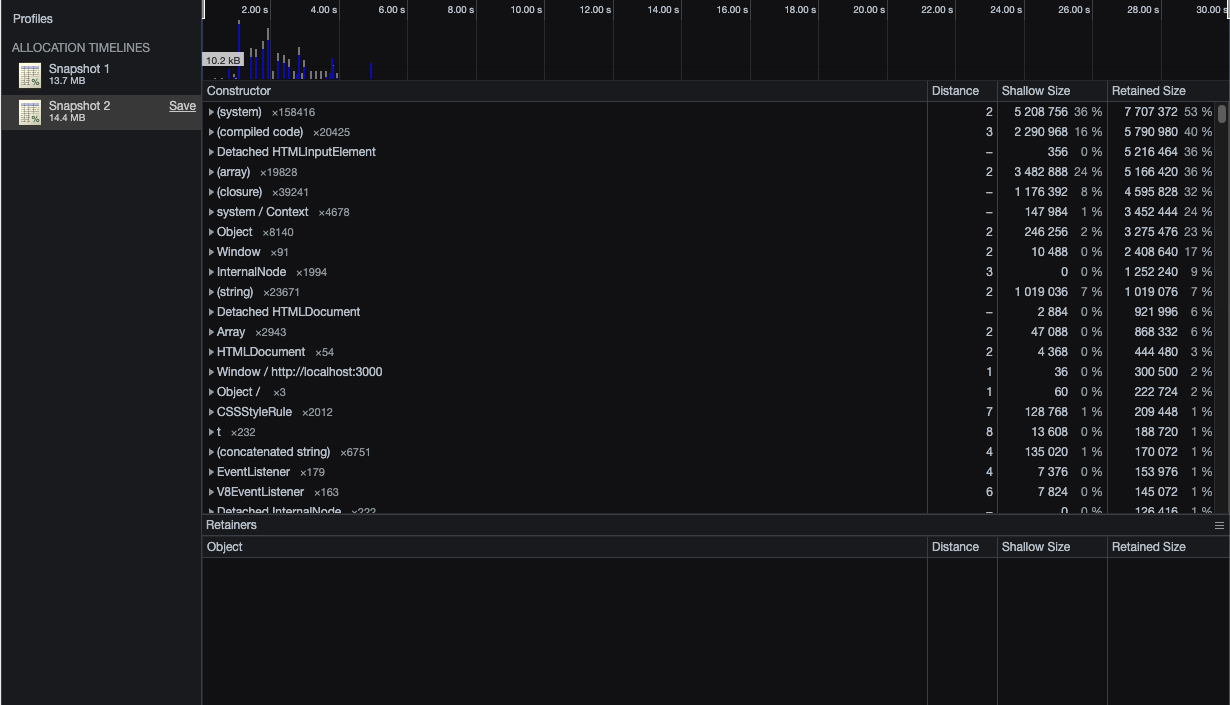 Profiles
2.00 s 4.00 s 6.00 s 8.00 s 10.00 s 12.00 s 14.00 s 16.00 s 18.00 s 20.00 s 22.00 s 24.00 s 26.00 s 28.00 s 30.00 s
ALLOCATION TIMELINES
Snapshot 1
13.7 MB
Snapshot 2 Save
14.4 MB
10.2 kB
Constructor Distance Shallow Size Retained Size
(system) ×158416 2 5 208 756 36 % 7 707 372 53 %
(compiled code) ×20425 3 2 290 968 16 % 5 790 980 40 %
Detached HTMLInputElement – 356 0 % 5 216 464 36 %
(array) ×19828 2 3 482 888 24 % 5 166 420 36 %
(closure) ×39241 – 1 176 392 8 % 4 595 828 32 %
system / Context ×4678 – 147 984 1 % 3 452 444 24 %
Object ×8140 2 246 256 2 % 3 275 476 23 %
Window ×91 2 10 488 0 % 2 408 640 17 %
InternalNode ×1994 3 0 0 % 1 252 240 9 %
(string) ×23671 2 1 019 036 7 % 1 019 076 7 %
Detached HTMLDocument – 2 884 0 % 921 996 6 %
Array ×2943 2 47 088 0 % 868 332 6 %
HTMLDocument ×54 2 4 368 0 % 444 480 3 %
Window / http://localhost:3000 1 36 0 % 300 500 2 %
Object / ×3 1 60 0 % 222 724 2 %
CSSStyleRule ×2012 7 128 768 1 % 209 448 1 %
t ×232 8 13 608 0 % 188 720 1 %
(concatenated string) ×6751 4 135 020 1 % 170 072 1 %
EventListener ×179 4 7 376 0 % 153 976 1 %
V8EventListener ×163 6 7 824 0 % 145 072 1 %
Detached InternalNode ×222 – 0 0 % 126 416 1 %
Retainers
Object Distance Shallow Size Retained Size